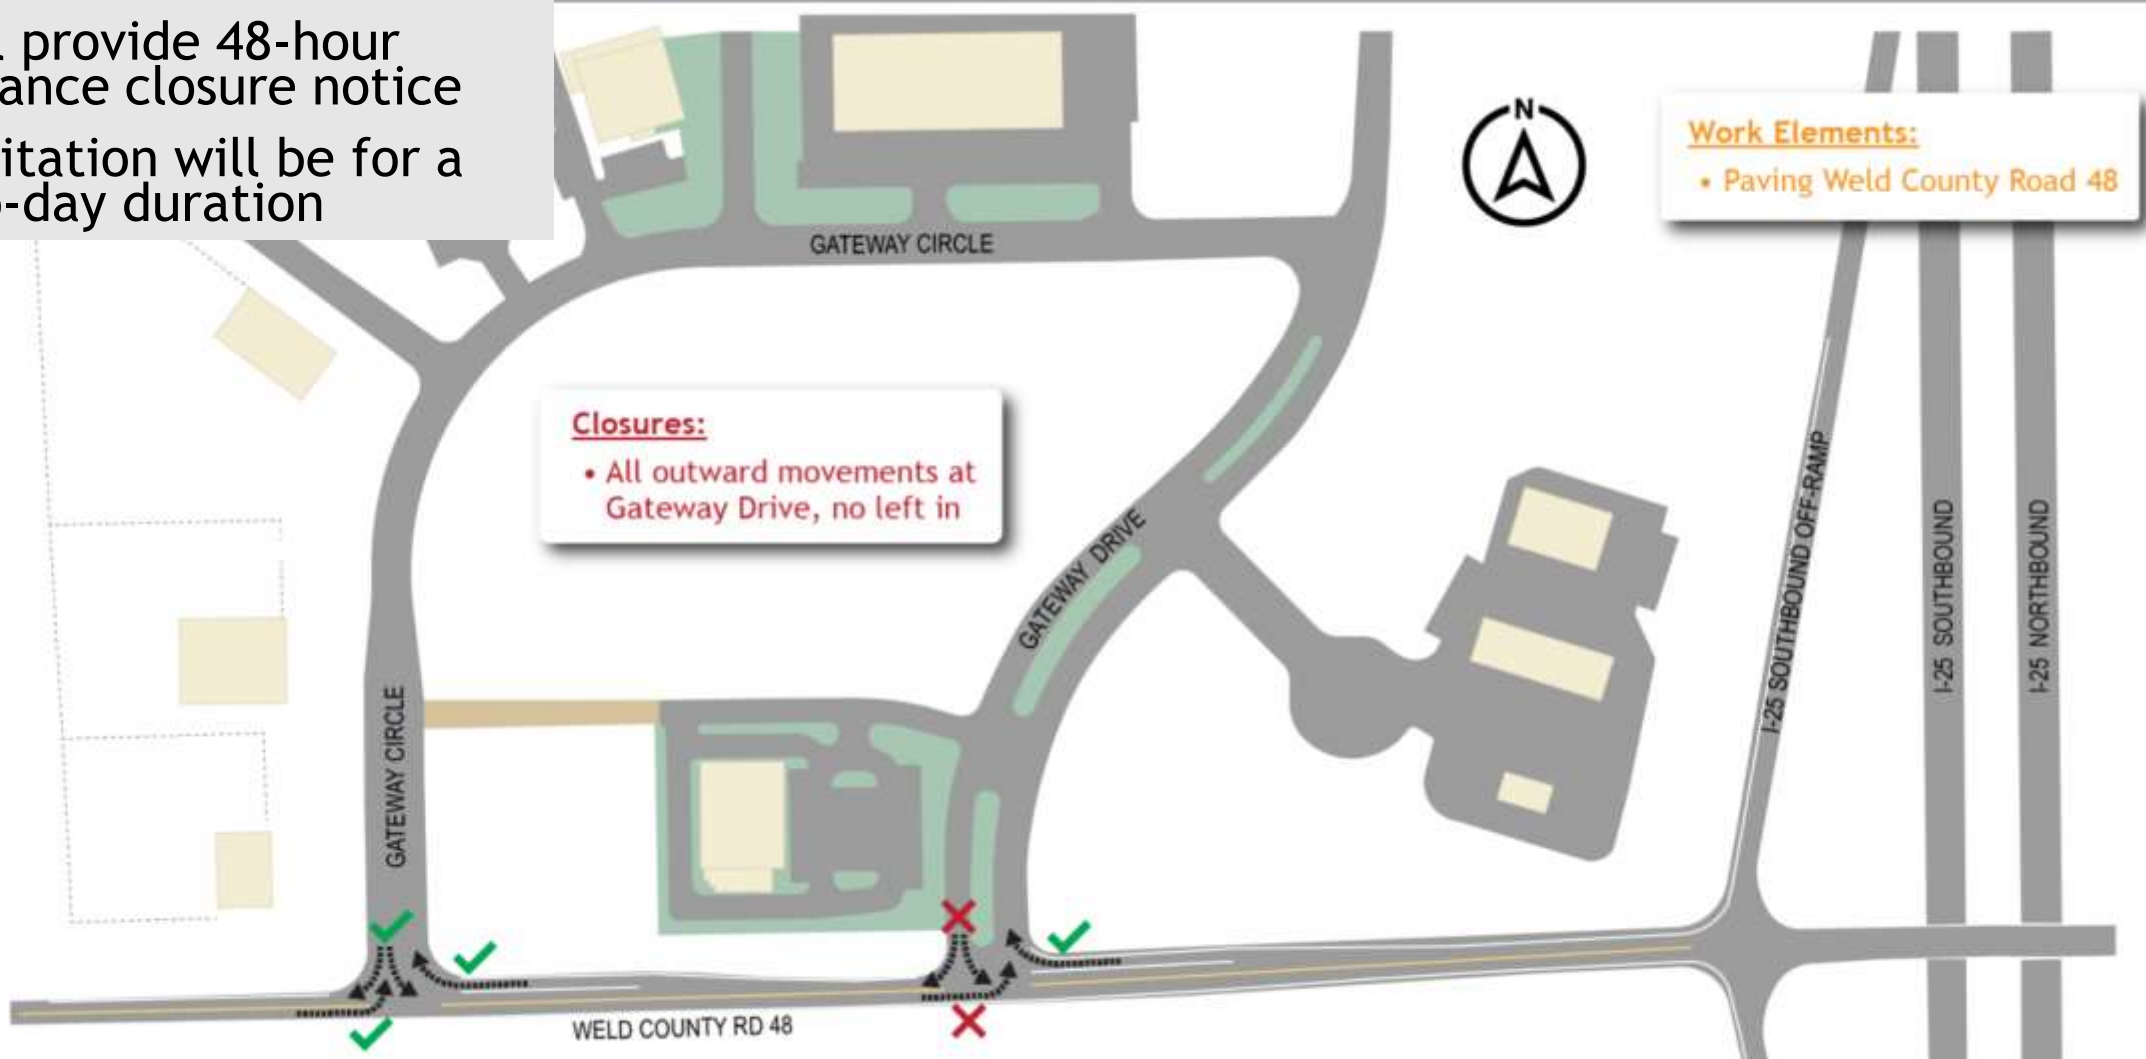 provide 48-hour
ance closure notice
itation will be for a
-day duration
GATEWAY CIRCLE
N
Work Elements:
• Paving Weld County Road 48
Closures:
• All outward movements at
Gateway Drive, no left in
GATEWAY DRIVE
GATEWAY CIRCLE
I-25 SOUTHBOUND OFF-RAMP
I-25 SOUTHBOUND
I-25 NORTHBOUND
WELD COUNTY RD 48